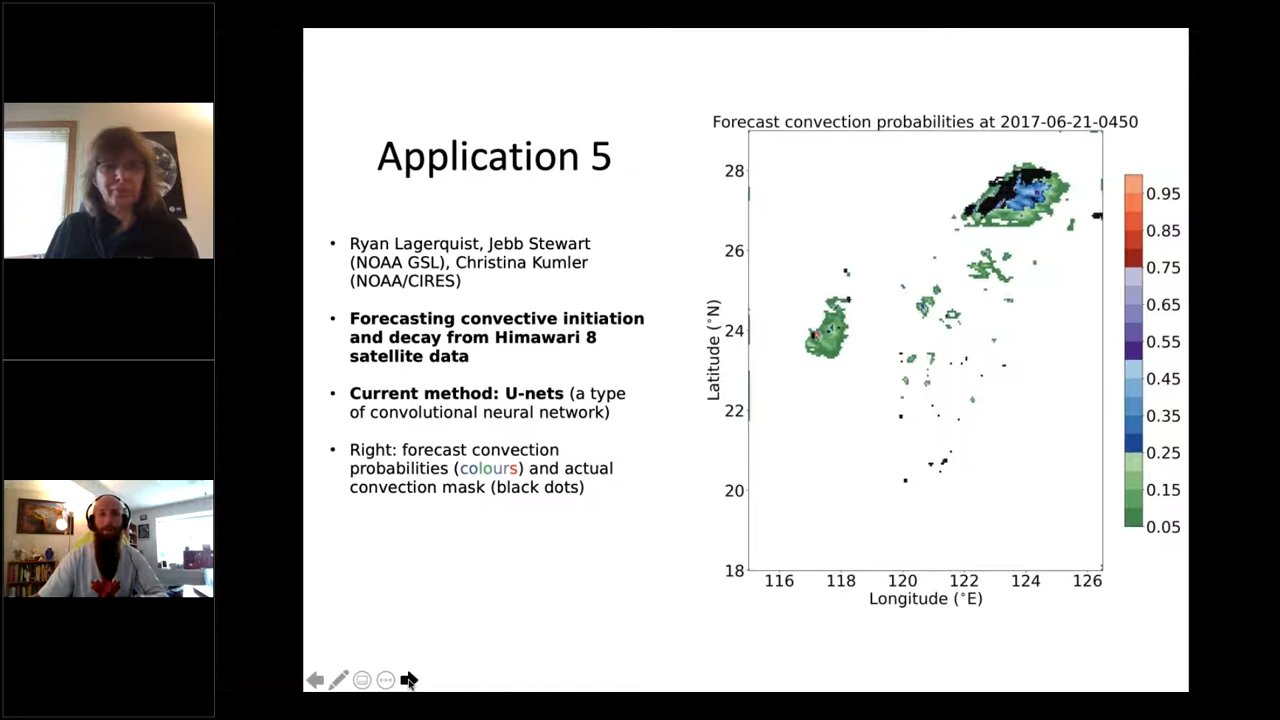 Application 5
• Ryan Lagerquist, Jebb Stewart
(NOAA GSL), Christina Kumler
(NOAA/CIRES)
• Forecasting convective initiation
and decay from Himawari 8
satellite data
• Current method: U-nets (a type
of convolutional neural network)
• Right: forecast convection
probabilities (colours) and actual
convection mask (black dots)
Forecast convection probabilities at 2017-06-21-0450
28
26
24
22
20
18
Latitude (°N)
116 118 120 122 124 126
Longitude (°E)
0.95
0.85
0.75
0.65
0.55
0.45
0.35
0.25
0.15
0.05